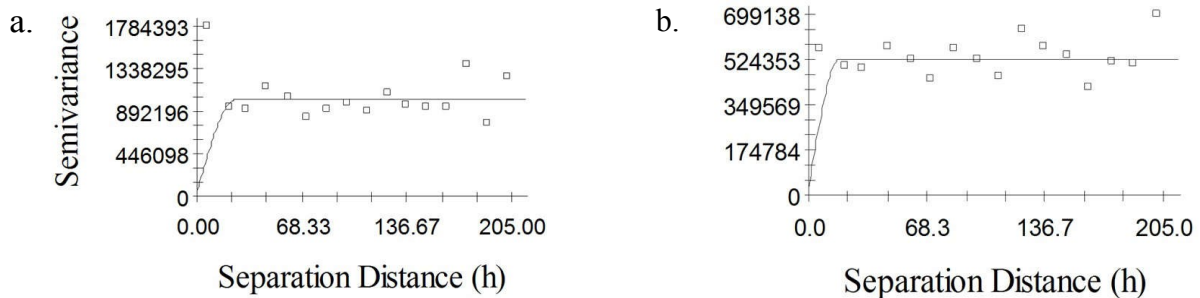 a.
Semivariance
1784393
1338295
892196
446098
0
0.00 68.33 136.67 205.00
Separation Distance (h)
b.
699138
524353
349569
174784
0
0.0 68.3 136.7 205.0
Separation Distance (h)